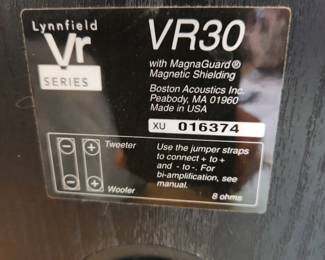 Lynnfield
Vr
SERIES
VR30
with MagnaGuard®
Magnetic Shielding
Boston Acoustics Inc.
Peabody, MA 01960
Made in USA
XU 016374
Tweeter
Woofer
Use the jumper straps
to connect + to +
and - to -. For
bi-amplification, see
manual.
8 ohms